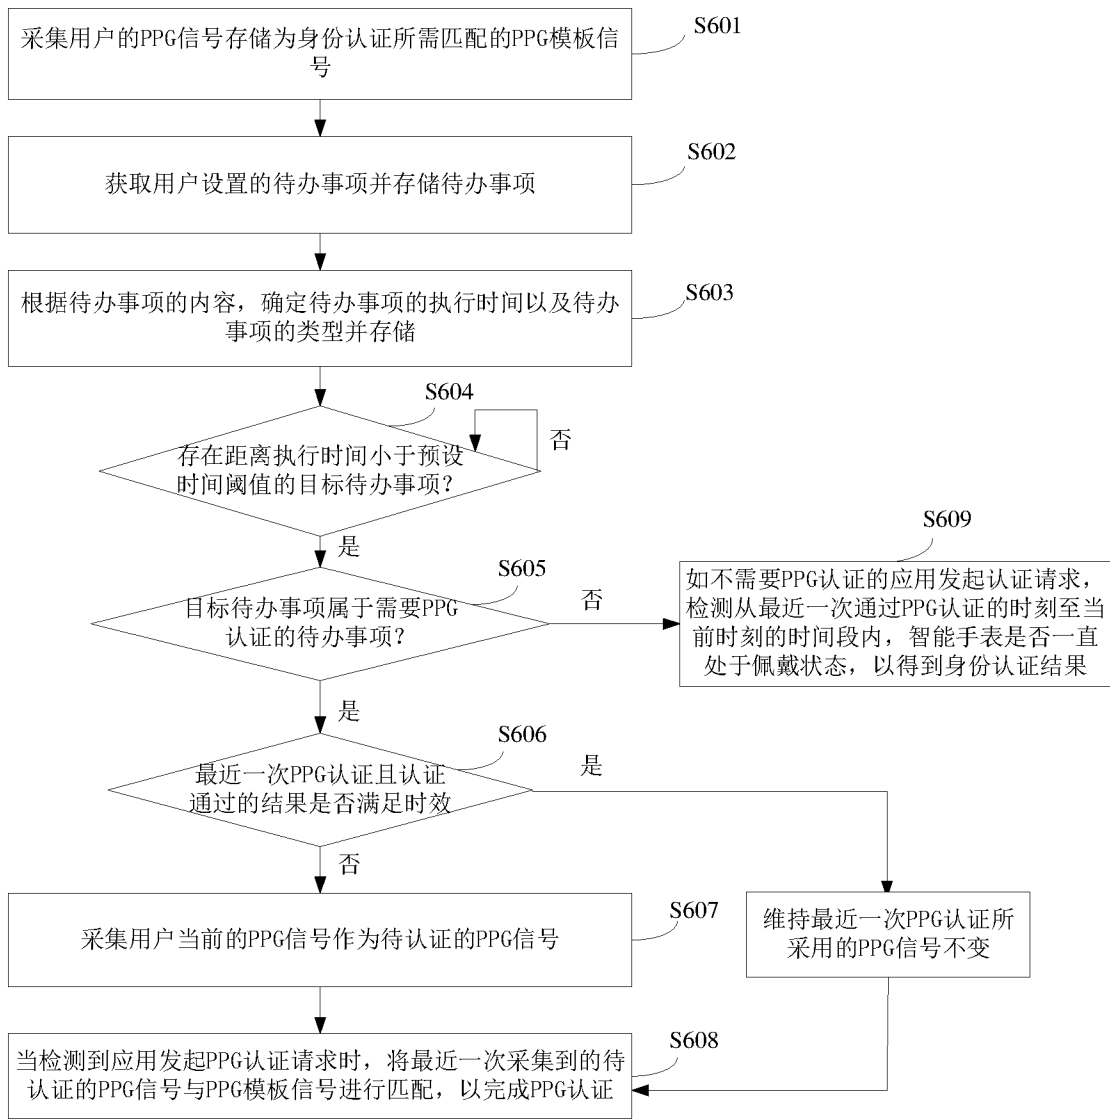 采集用户的PPG信号存储为身份认证所需匹配的PPG模板信
号
S601
获取用户设置的待办事项并存储待办事项
S602
根据待办事项的内容，确定待办事项的执行时间以及待办
事项的类型并存储
S603
S604
存在距离执行时间小于预设
时间阈值的目标待办事项？
否
是
S605
目标待办事项属于需要PPG
认证的待办事项？
否
S609
如不需要PPG认证的应用发起认证请求，
检测从最近一次通过PPG认证的时刻至当
前时刻的时间段内，智能手表是否一直
处于佩戴状态，以得到身份认证结果
是
S606
最近一次PPG认证且认证
通过的结果是否满足时效
是
否
S607
采集用户当前的PPG信号作为待认证的PPG信号
维持最近一次PPG认证所
采用的PPG信号不变
S608
当检测到应用发起PPG认证请求时，将最近一次采集到的待
认证的PPG信号与PPG模板信号进行匹配，以完成PPG认证